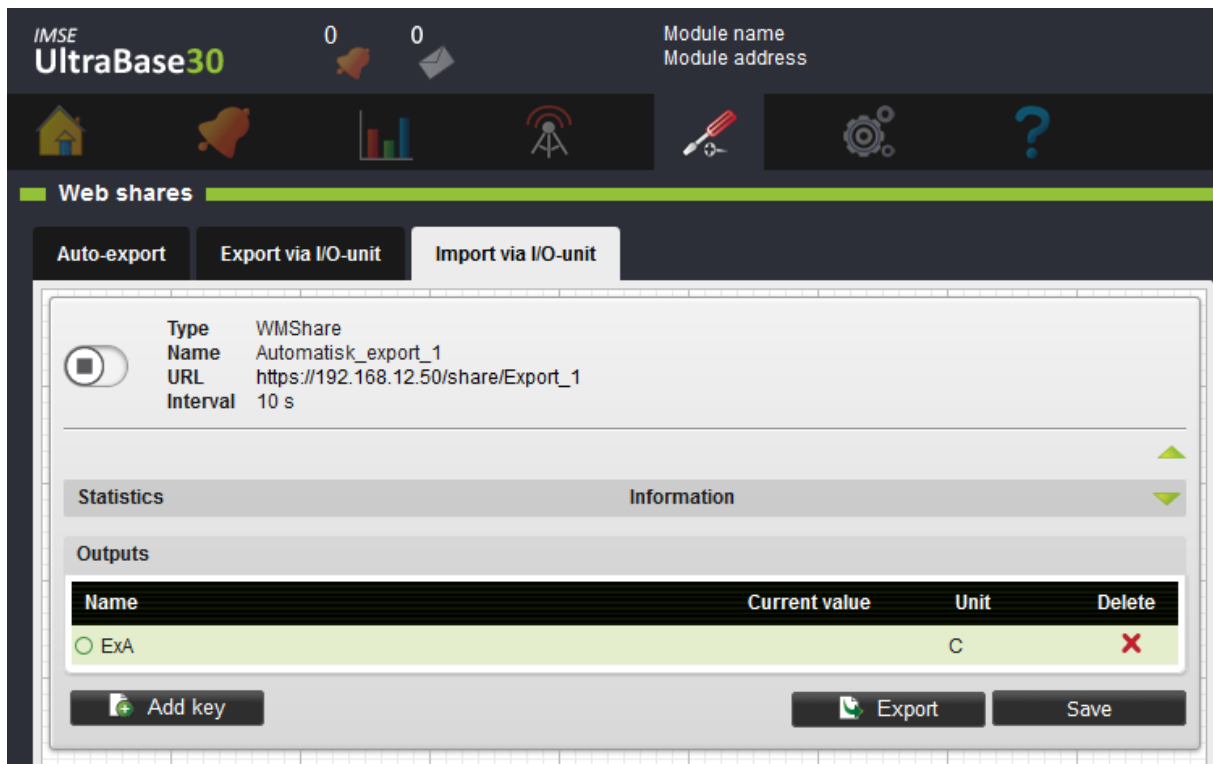 IMSE
UltraBase30
0 0
Module name
Module address
Web shares
Auto-export Export via I/O-unit Import via I/O-unit
Type WMShare
Name Automatisk_export_1
URL https://192.168.12.50/share/Export_1
Interval 10 s
Statistics Information
Outputs
Name Current value Unit Delete
ExA C
Add key Export Save